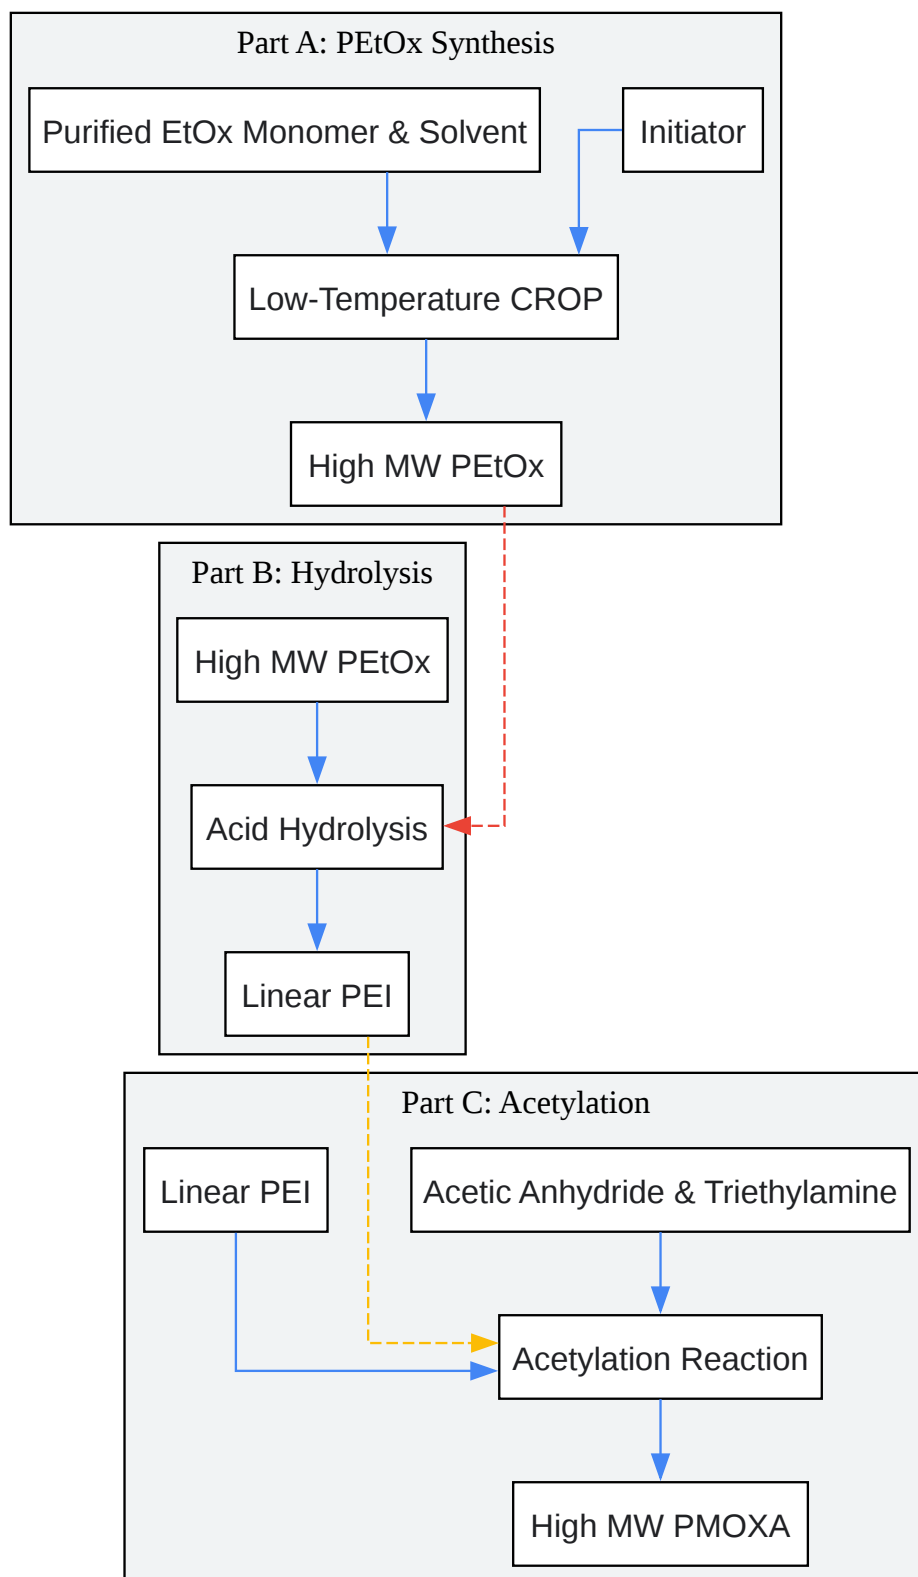 Part A: PEtOx Synthesis
Purified EtOx Monomer & Solvent
Initiator
Low-Temperature CROP
High MW PEtOx
Part B: Hydrolysis
High MW PEtOx
Acid Hydrolysis
Linear PEI
Part C: Acetylation
Linear PEI
Acetic Anhydride & Triethylamine
Acetylation Reaction
High MW PMOXA